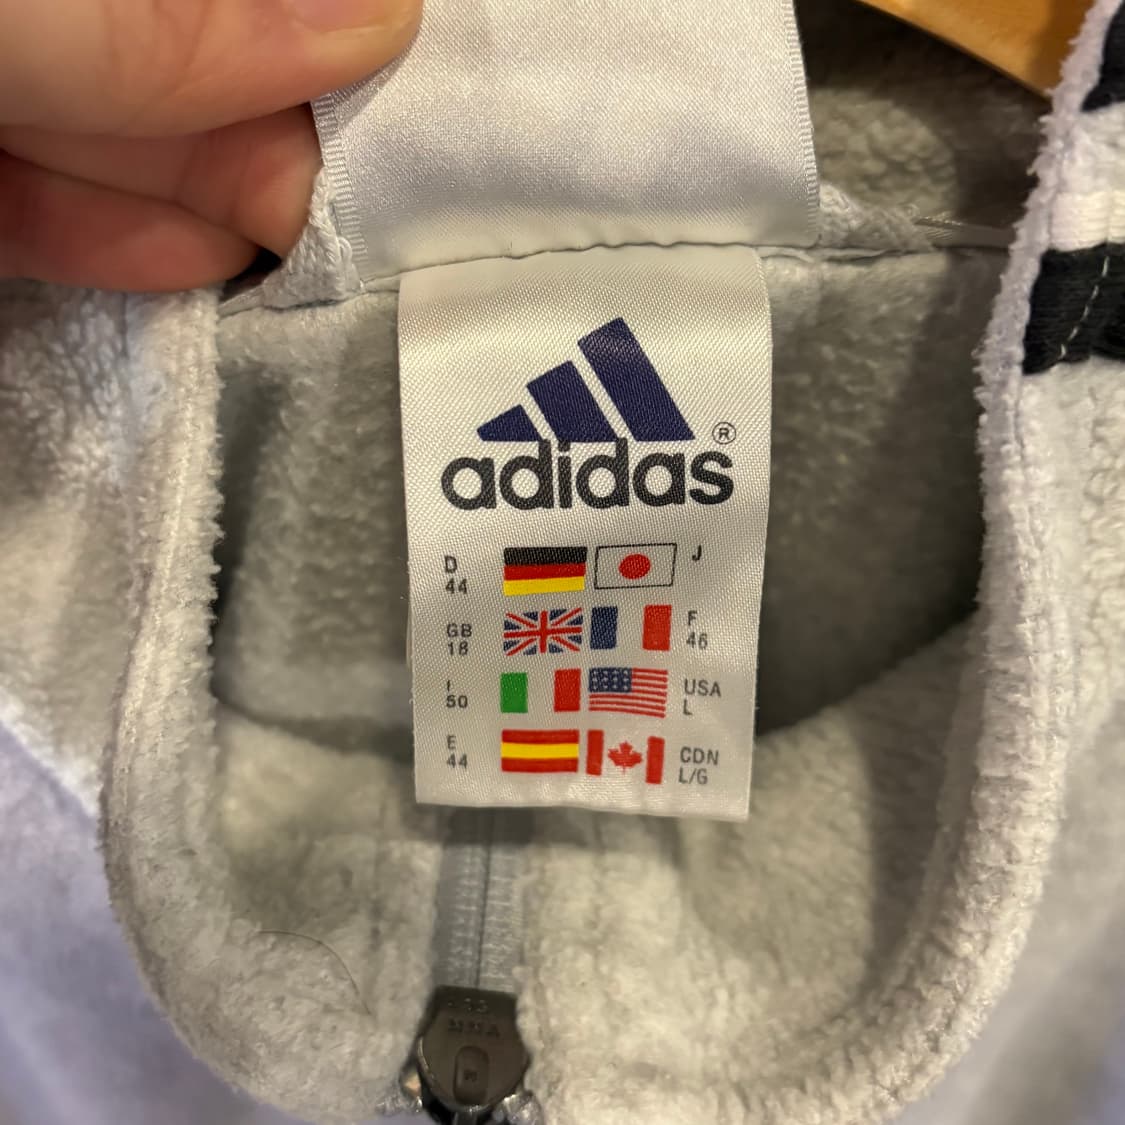 adidas®
D
44
J
GB
18
F
46
I
50
USA
L
E
44
CDN
L/G